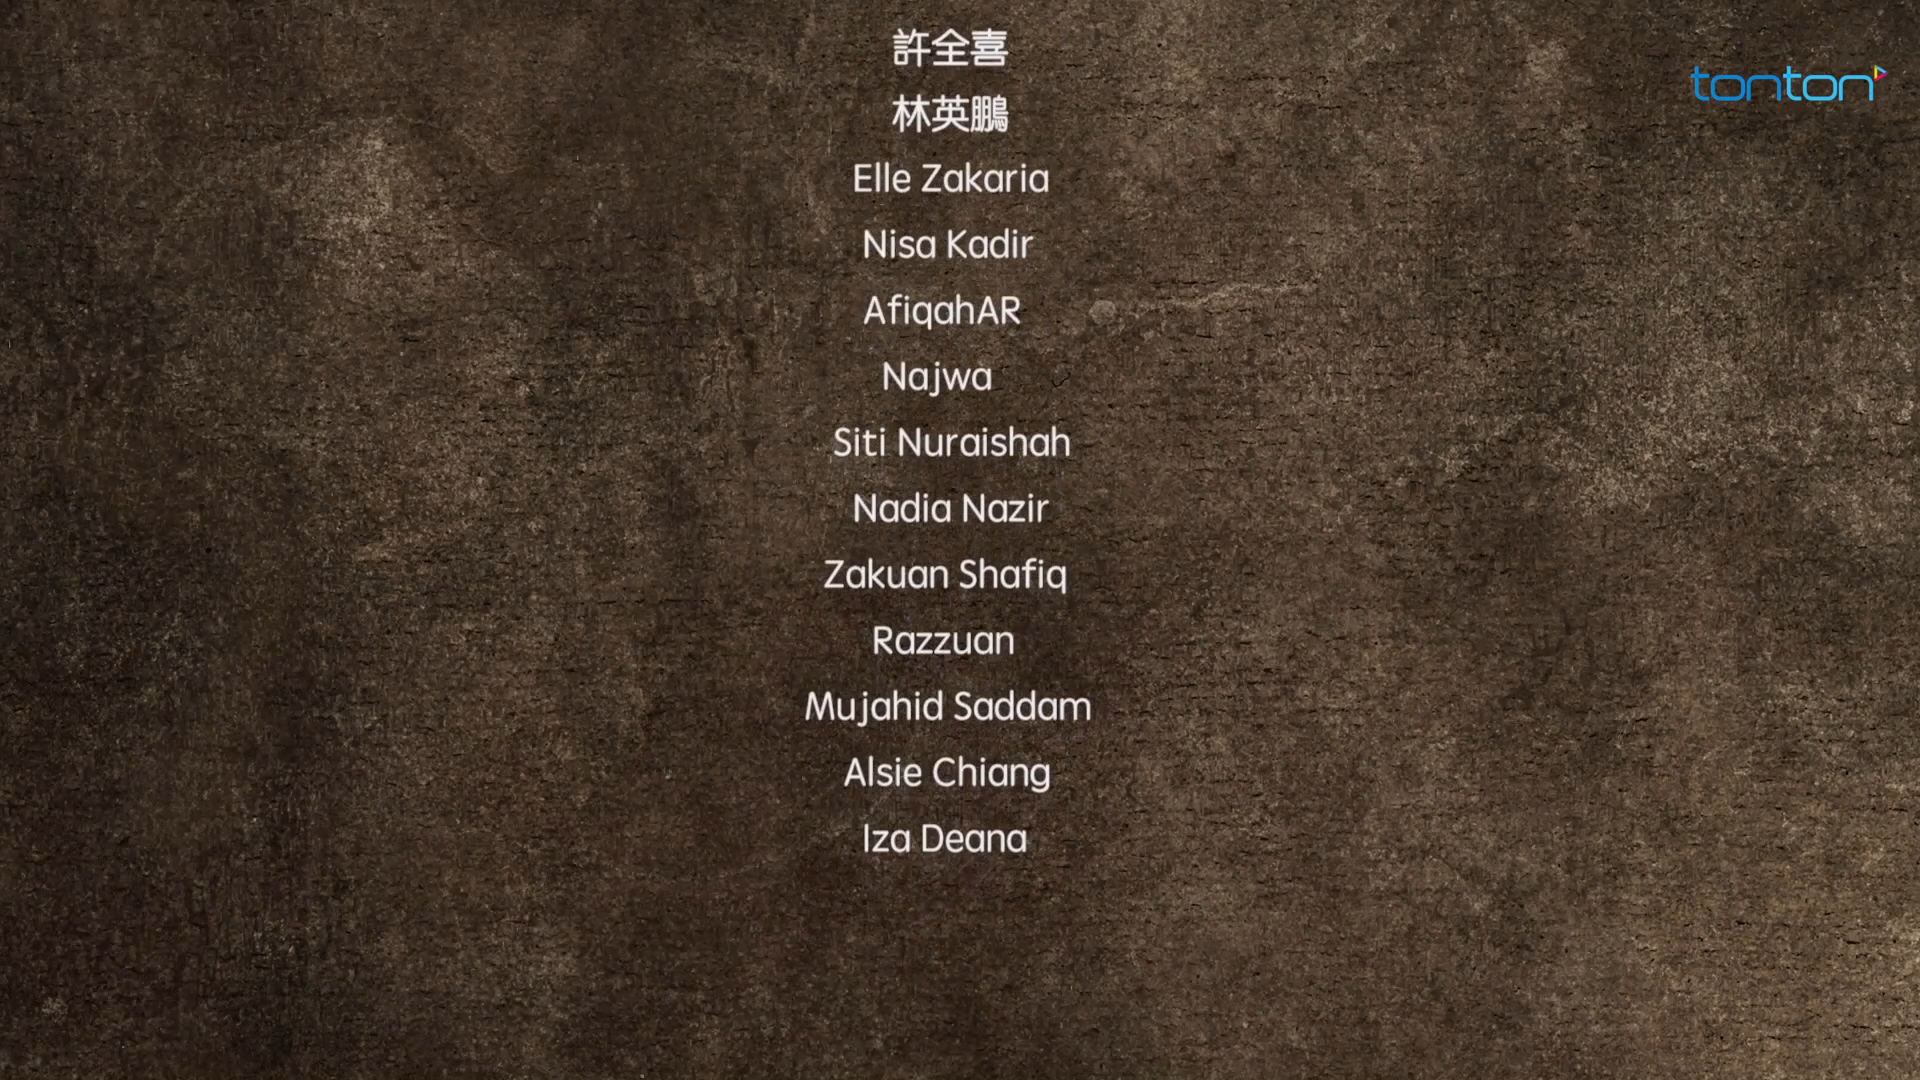 許全喜
tonton
林英鵬
Elle Zakaria
Nisa Kadir
AfiqahAR
Najwa
Siti Nuraishah
Nadia Nazir
Zakuan Shafiq
Razzuan
Mujahid Saddam
Alsie Chiang
Iza Deana